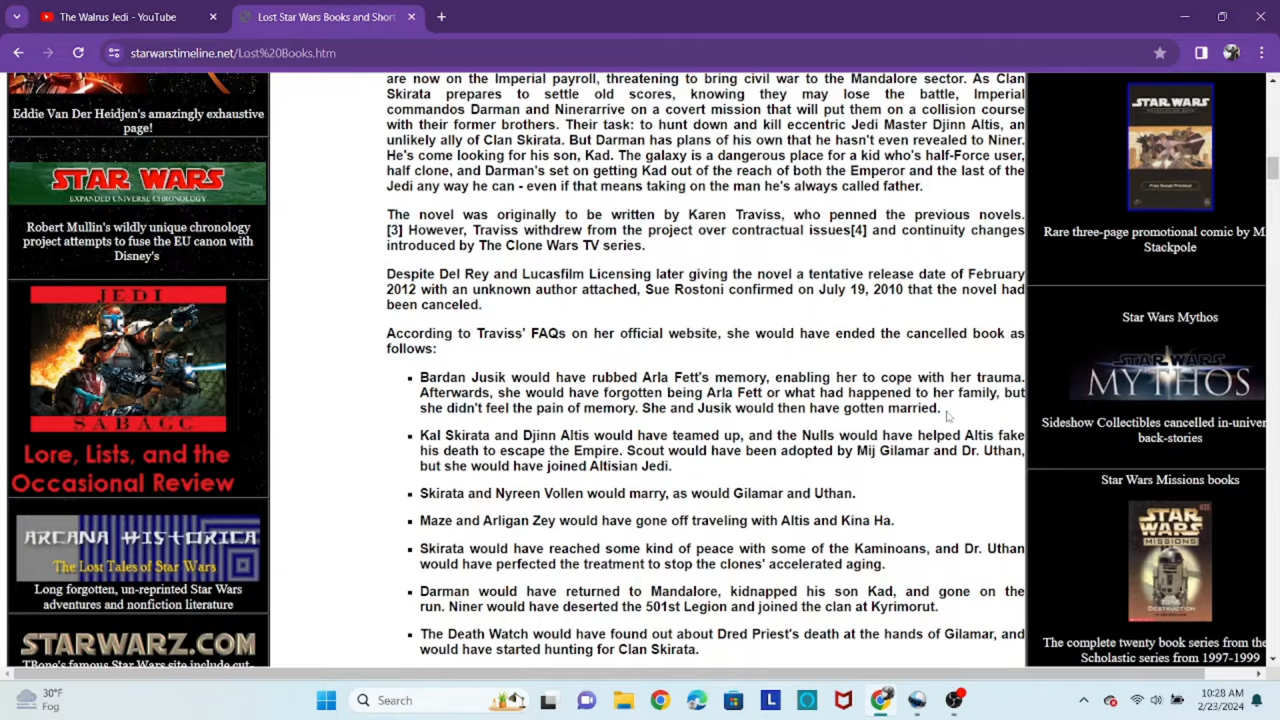 The Walrus Jedi - YouTube
Lost Star Wars Books and Short
starwarstimeline.net/Lost%20Books.htm
Eddie Van Der Heidjen's amazingly exhaustive
page!
STAR WARS
EXPANDED UNIVERSE CHRONOLOGY
Robert Mullin's wildly unique chronology
project attempts to fuse the EU canon with
Disney's
JEDI
SABACC
Lore, Lists, and the
Occasional Review
ARCANA HISTORICA
The Lost Tales of Star Wars
Long forgotten, un-reprinted Star Wars
adventures and nonfiction literature
STARWARZ.COM
TBone's famous Star Wars site include cut-
are now on the Imperial payroll, threatening to bring civil war to the Mandalore sector. As Clan
Skirata prepares to settle old scores, knowing they may lose the battle, Imperial
commandos Darman and Ninerarrive on a covert mission that will put them on a collision course
with their former brothers. Their task: to hunt down and kill eccentric Jedi Master Djinn Altis, an
unlikely ally of Clan Skirata. But Darman has plans of his own that he hasn't even revealed to Niner.
He's come looking for his son, Kad. The galaxy is a dangerous place for a kid who's half-Force user,
half clone, and Darman's set on getting Kad out of the reach of both the Emperor and the last of the
Jedi any way he can - even if that means taking on the man he's always called father.
The novel was originally to be written by Karen Traviss, who penned the previous novels.
[3] However, Traviss withdrew from the project over contractual issues[4] and continuity changes
introduced by The Clone Wars TV series.
Despite Del Rey and Lucasfilm Licensing later giving the novel a tentative release date of February
2012 with an unknown author attached, Sue Rostoni confirmed on July 19, 2010 that the novel had
been canceled.
According to Traviss' FAQs on her official website, she would have ended the cancelled book as
follows:
▪ Bardan Jusik would have rubbed Arla Fett's memory, enabling her to cope with her trauma.
Afterwards, she would have forgotten being Arla Fett or what had happened to her family, but
she didn't feel the pain of memory. She and Jusik would then have gotten married.
▪ Kal Skirata and Djinn Altis would have teamed up, and the Nulls would have helped Altis fake
his death to escape the Empire. Scout would have been adopted by Mij Gilamar and Dr. Uthan,
but she would have joined Altisian Jedi.
▪ Skirata and Nyreen Vollen would marry, as would Gilamar and Uthan.
▪ Maze and Arligan Zey would have gone off traveling with Altis and Kina Ha.
▪ Skirata would have reached some kind of peace with some of the Kaminoans, and Dr. Uthan
would have perfected the treatment to stop the clones' accelerated aging.
▪ Darman would have returned to Mandalore, kidnapped his son Kad, and gone on the
run. Niner would have deserted the 501st Legion and joined the clan at Kyrimorut.
▪ The Death Watch would have found out about Dred Priest's death at the hands of Gilamar, and
would have started hunting for Clan Skirata.
STAR WARS
Rare three-page promotional comic by M.
Stackpole
Star Wars Mythos
STAR WARS
MYTHOS
Sideshow Collectibles cancelled in-univer
back-stories
Star Wars Missions books
STAR WARS
MISSIONS
The complete twenty book series from the
Scholastic series from 1997-1999
30°F
Fog
Search
10:28 AM
2/23/2024